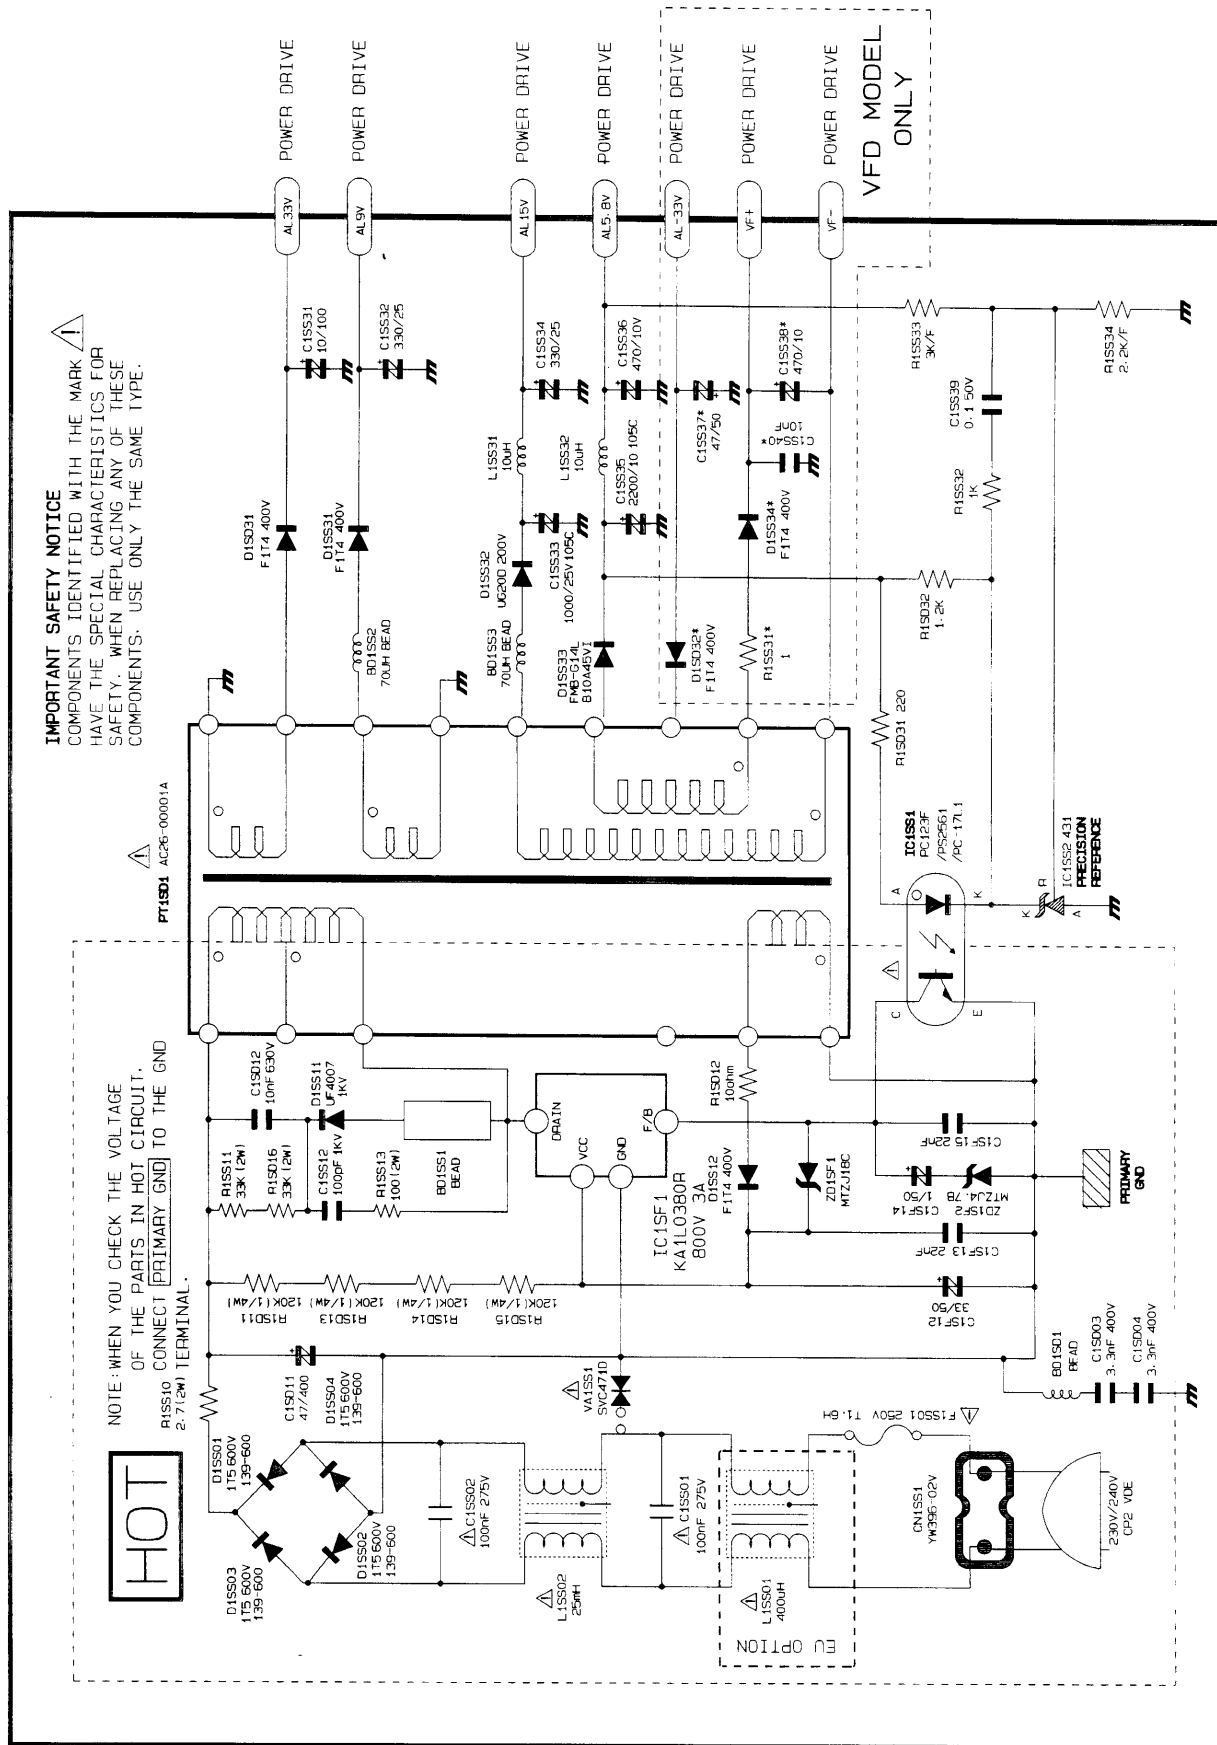 IMPORTANT SAFETY NOTICE
COMPONENTS IDENTIFIED WITH THE MARK
HAVE THE SPECIAL CHARACTERISTICS FOR
SAFETY. WHEN REPLACING ANY OF THESE
COMPONENTS. USE ONLY THE SAME TYPE.
HOT
NOTE: WHEN YOU CHECK THE VOLTAGE
OF THE PARTS IN HOT CIRCUIT.
CONNECT PRIMARY GND TO THE GND
TERMINAL.
R1SS10
2.7(2W)
D1SS01
1T5 600V
139-600
D1SS03
1T5 600V
139-600
D1SS02
1T5 600V
139-600
D1SS04
1T5 600V
139-600
C1SD11
47/400
C1SS02
100nF 275V
L1SS02
25mH
C1SS01
100nF 275V
L1SS01
400uH
EU OPTION
VA1SS1
SVC471D
F1SS01 250V T1.6H
CN1SS1
YW396-02V
230V/240V
CP2 VDE
BD1SD1
BEAD
C1SD03
3.3nF 400V
C1SD04
3.3nF 400V
R1SD11
120K(1/4W)
R1SD13
120K(1/4W)
R1SD14
120K(1/4W)
R1SD15
120K(1/4W)
R1SS11
33K(2W)
R1SD16
33K(2W)
C1SD12
10nF 630V
D1SS11
UF4007
1KV
C1SS12
100pF 1KV
R1SS13
100(2W)
BD1SS1
BEAD
DRAIN
VCC
GND
F/B
IC1SF1
KA1L0380R
800V 3A
R1SD12
10ohm
D1SS12
F1T4 400V
ZD1SF1
MTZJ18C
C1SF12
33/50
C1SF13 22nF
C1SF14
1/50
ZD1SF2
MTZJ4.7B
C1SF15 22nF
PRIMARY
GND
PT1SD1 AC26-00001A
IC1SS1
PC123F
/PS2561
/PC-17L1
A
K
C
E
K
R
A
IC1SS2 431
PRECISION
REFERENCE
D1SD31
F1T4 400V
C1SS31
10/100
AL33V
POWER DRIVE
BD1SS2
70UH BEAD
D1SS31
F1T4 400V
C1SS32
330/25
AL9V
POWER DRIVE
BD1SS3
70UH BEAD
D1SS32
UG20D 200V
C1SS33
1000/25V105C
L1SS31
10uH
C1SS34
330/25
AL15V
POWER DRIVE
D1SS33
FMB-G14L
B10A45VI
C1SS35
2200/10 105C
L1SS32
10uH
C1SS36
470/10V
AL5.8V
POWER DRIVE
D1SD32*
F1T4 400V
C1SS37*
47/50
AL-33V
POWER DRIVE
R1SS31*
1
D1SS34*
F1T4 400V
C1SS40*
10nF
C1SS38*
470/10
VF+
POWER DRIVE
VF-
POWER DRIVE
VFD MODEL
ONLY
R1SD31 220
R1SD32
1.2K
R1SS32
1K
C1SS39
0.1 50V
R1SS33
3K/F
R1SS34
2.2K/F